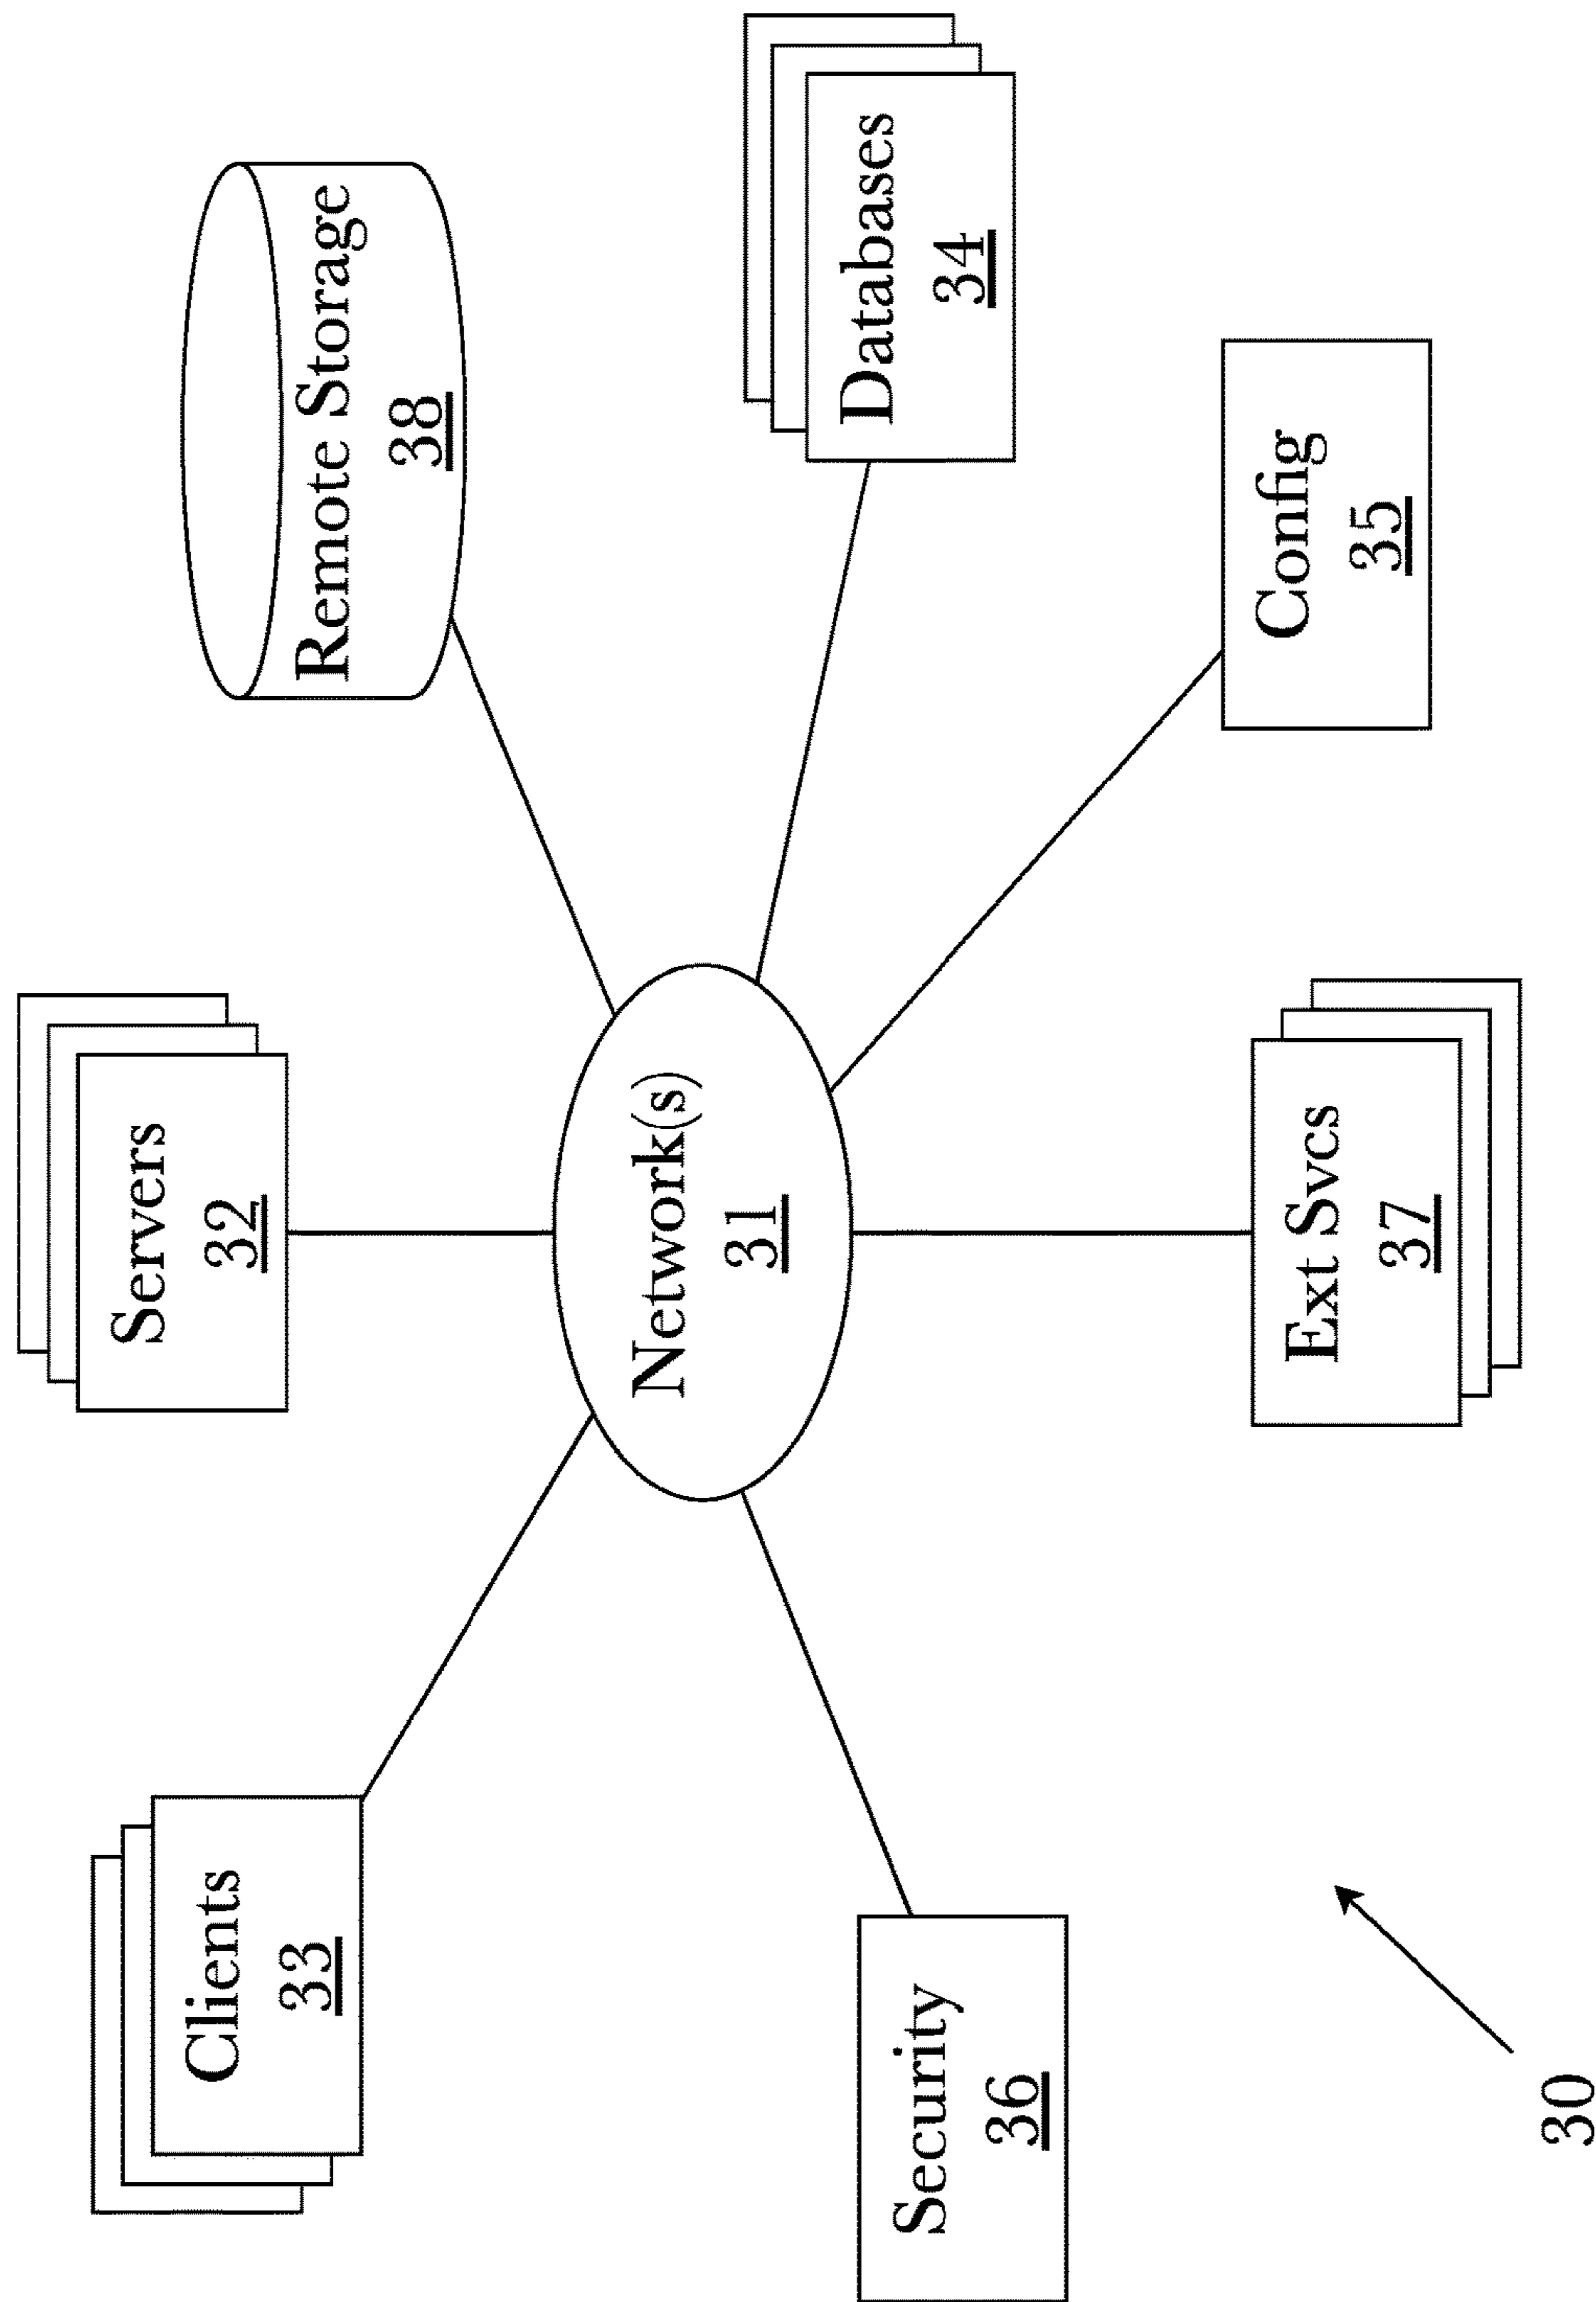 Servers
32
Clients
33
Remote Storage
38
Network(s)
31
Databases
34
Security
36
Ext Svcs
37
Config
35
30